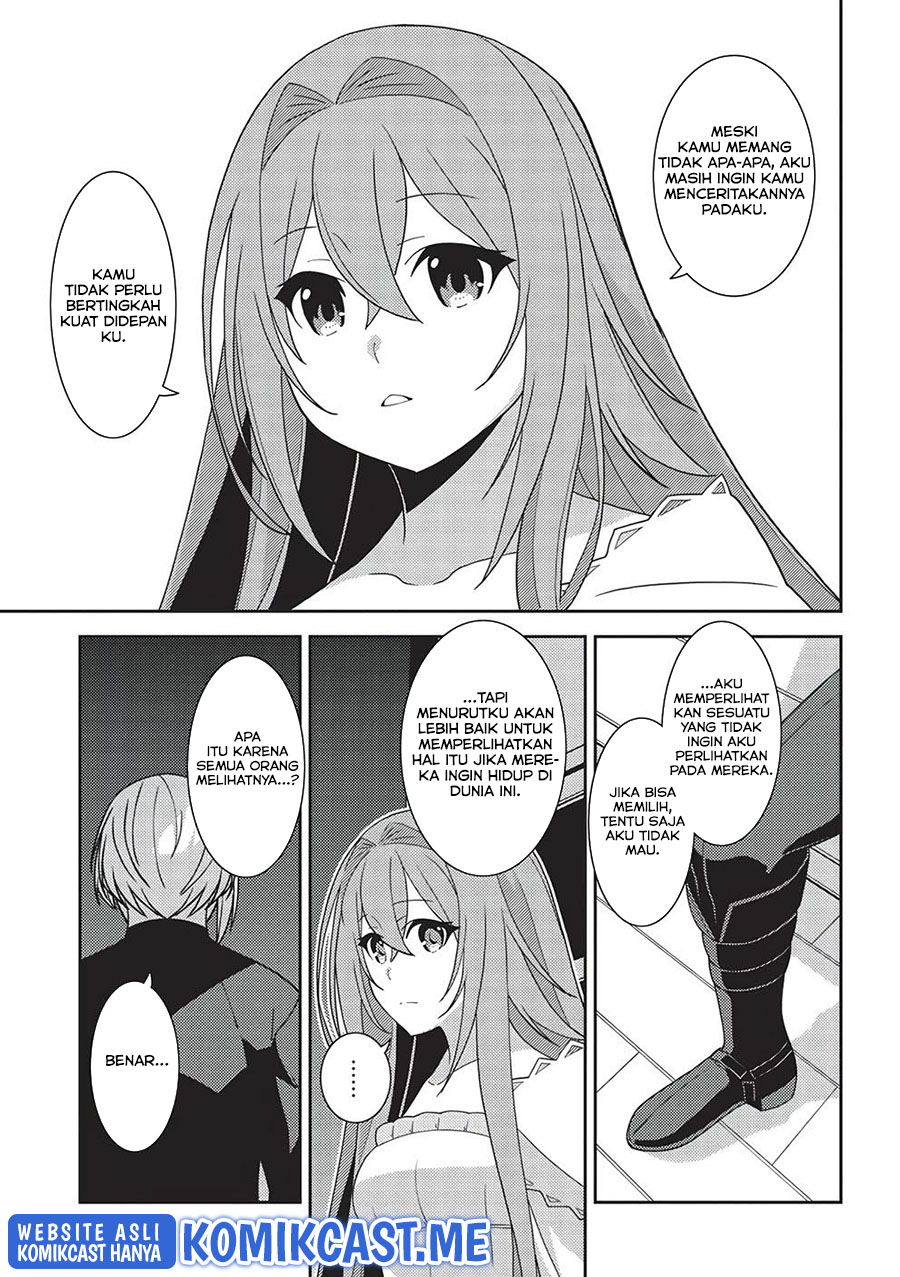 MESKI
KAMU MEMANG
TIDAK APA-APA, AKU
MASIH INGIN KAMU
MENCERITAKANNYA
PADAKU.
KAMU
TIDAK PERLU
BERTINGKAH
KUAT DIDEPAN
KU.
...AKU
MEMPERLIHAT
KAN SESUATU
YANG TIDAK
INGIN AKU
PERLIHATKAN
PADA MEREKA.
JIKA BISA
MEMILIH,
TENTU SAJA
AKU TIDAK
MAU.
...TAPI
MENURUTKU AKAN
LEBIH BAIK UNTUK
MEMPERLIHATKAN
HAL ITU JIKA MERE-
KA INGIN HIDUP DI
DUNIA INI.
......
APA
ITU KARENA
SEMUA ORANG
MELIHATNYA...?
BENAR...
WEBSITE ASLI
KOMIKCAST HANYA
KOMIKCAST.ME